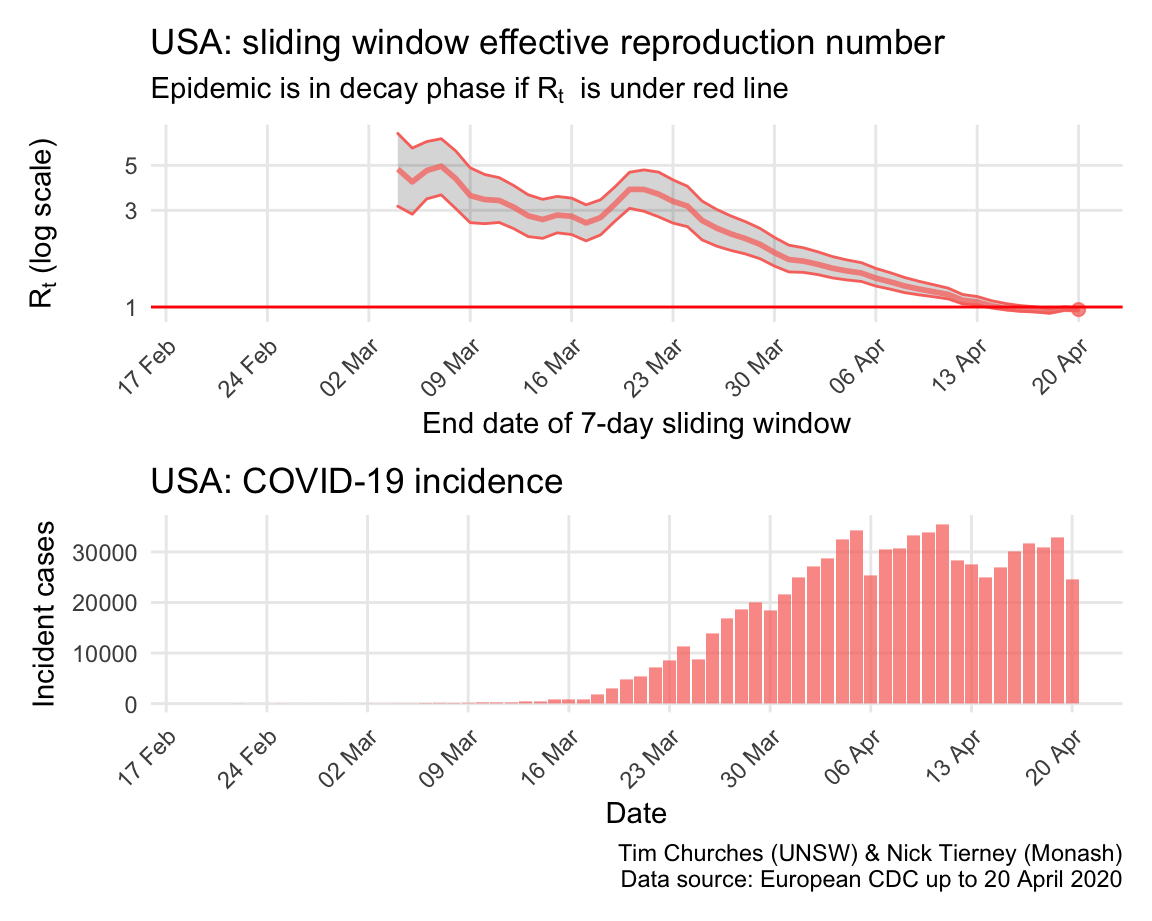 USA: sliding window effective reproduction number
Epidemic is in decay phase if Rt is under red line
Rt (log scale)
5
3
1
17 Feb
24 Feb
02 Mar
09 Mar
16 Mar
23 Mar
30 Mar
06 Apr
13 Apr
20 Apr
End date of 7-day sliding window
USA: COVID-19 incidence
Incident cases
30000
20000
10000
0
17 Feb
24 Feb
02 Mar
09 Mar
16 Mar
23 Mar
30 Mar
06 Apr
13 Apr
20 Apr
Date
Tim Churches (UNSW) & Nick Tierney (Monash)
Data source: European CDC up to 20 April 2020